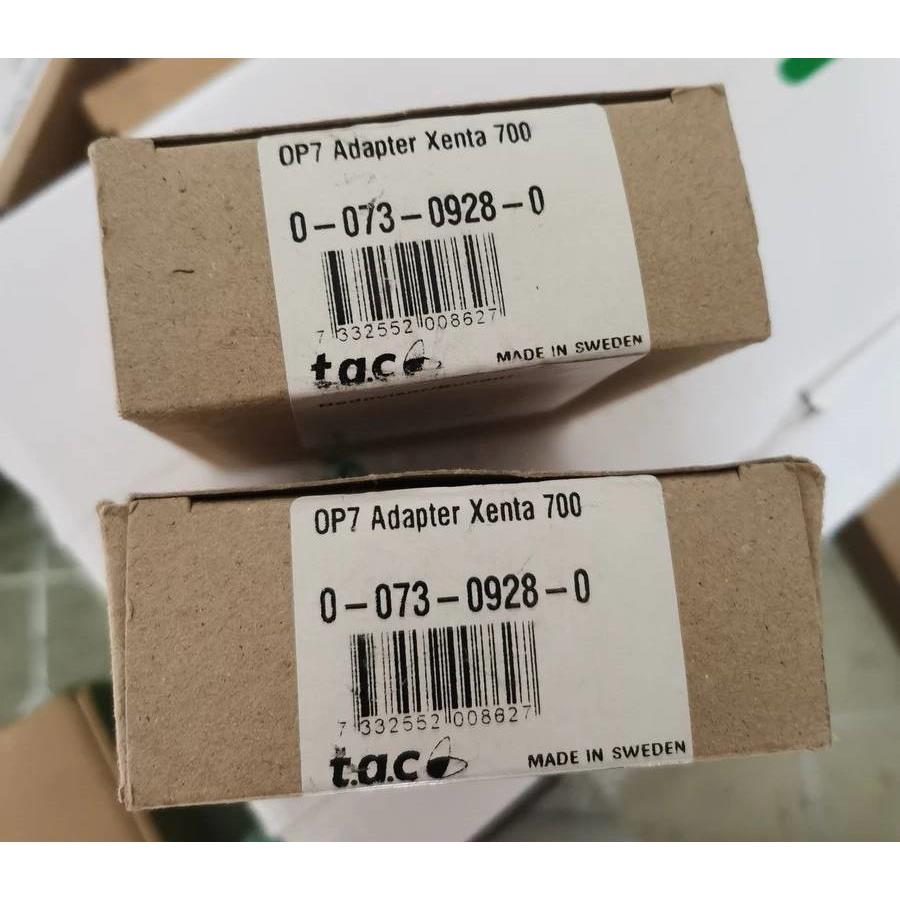 OP7 Adapter Xenta 700
0-073-0928-0
7 332552 008627
t.a.c
MADE IN SWEDEN
OP7 Adapter Xenta 700
0-073-0928-0
7 332552 008627
t.a.c
MADE IN SWEDEN